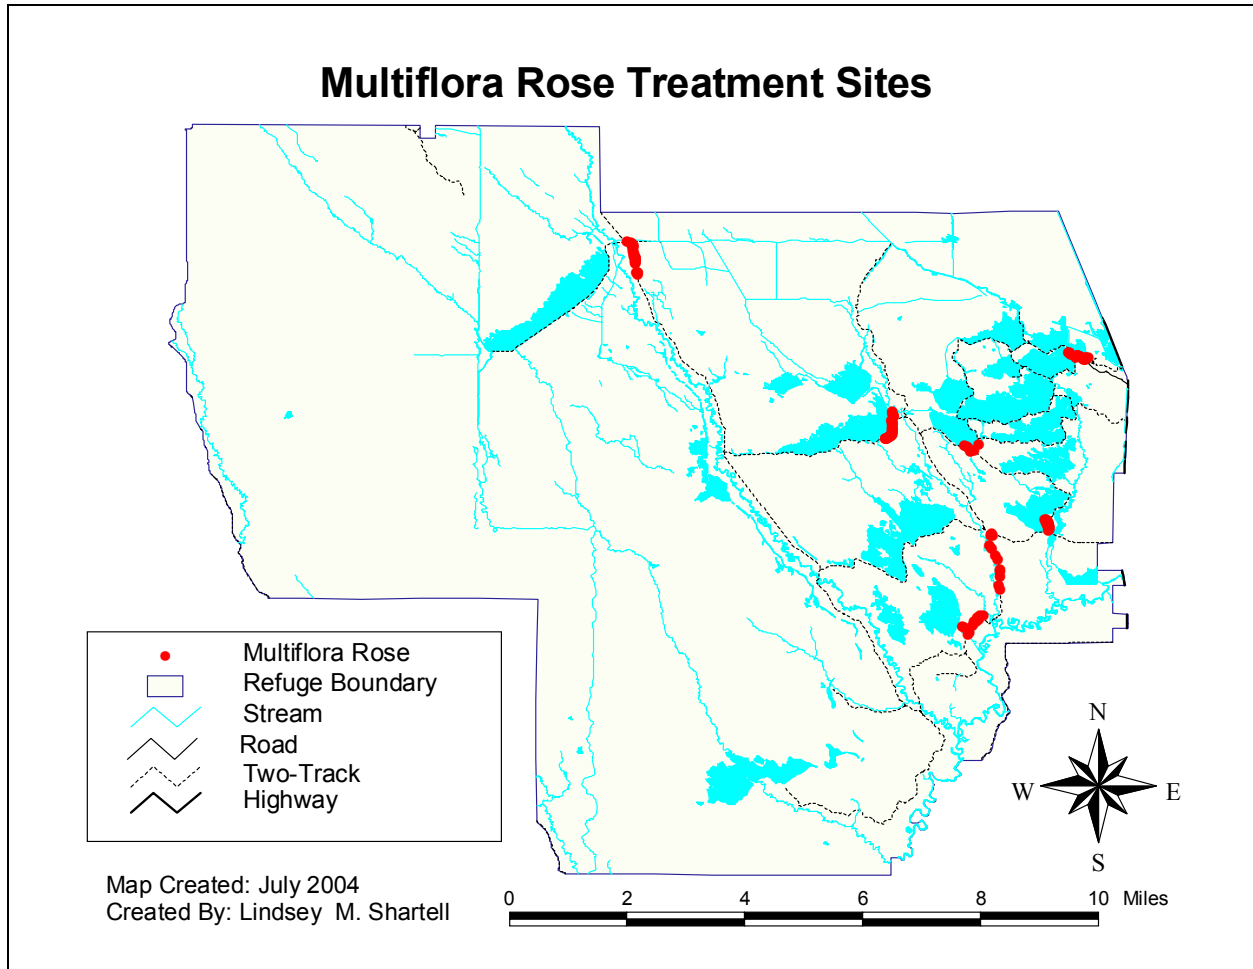 Multiflora Rose Treatment Sites
Multiflora Rose
Refuge Boundary
Stream
Road
Two-Track
Highway
N
W E
S
Map Created: July 2004
Created By: Lindsey M. Shartell
0 2 4 6 8 10 Miles